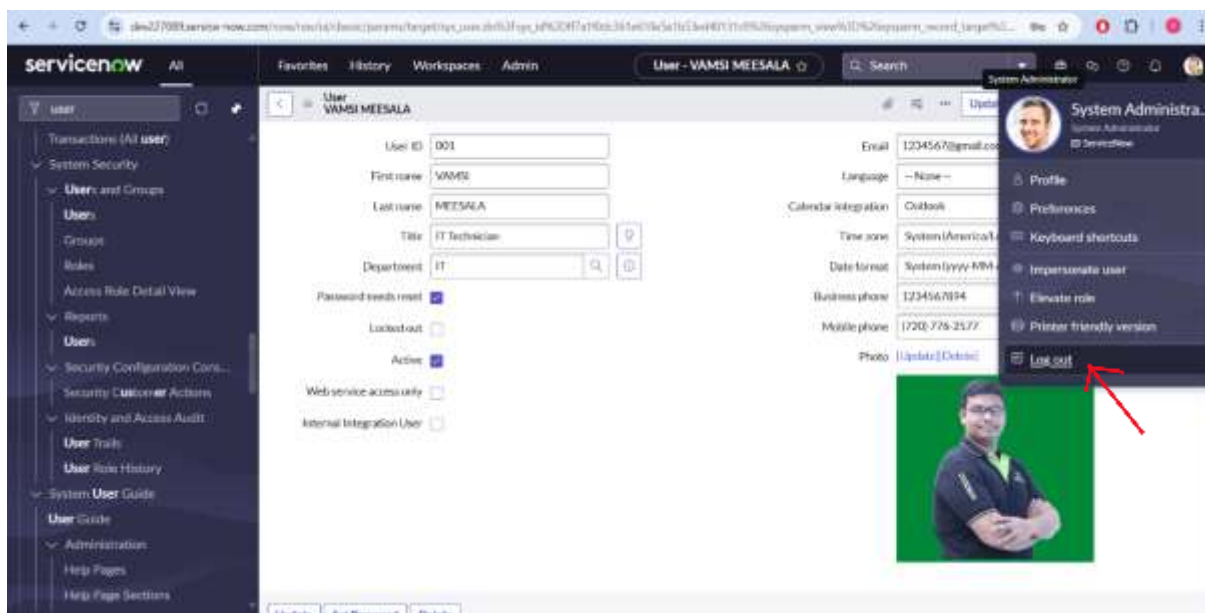 servicenow All Favorites History Workspaces Admin User - VAMSI MEESALA Search
System Administrator
user
User
VAMSI MEESALA
Transactions (All user)
System Security
Users and Groups
Users
Groups
Roles
Access Role Detail View
Reports
Users
Security Configuration Cons...
Security Customer Actions
Identity and Access Audit
User Trails
User Role History
System User Guide
User Guide
Administration
Help Pages
Help Page Sections
User ID 001
First name VAMSI
Last name MEESALA
Title IT Technician
Department IT
Password needs reset
Locked out
Active
Web service access only
Internal Integration User
Email 1234567@gmail.co
Language -- None --
Calendar integration Outlook
Time zone System (America/L
Date format System (yyyy-MM-
Business phone 1234567894
Mobile phone (720) 776-2577
Photo [Update][Delete]
System Administra...
System Administrator
ServiceNow
Profile
Preferences
Keyboard shortcuts
Impersonate user
Elevate role
Printer friendly version
Log out